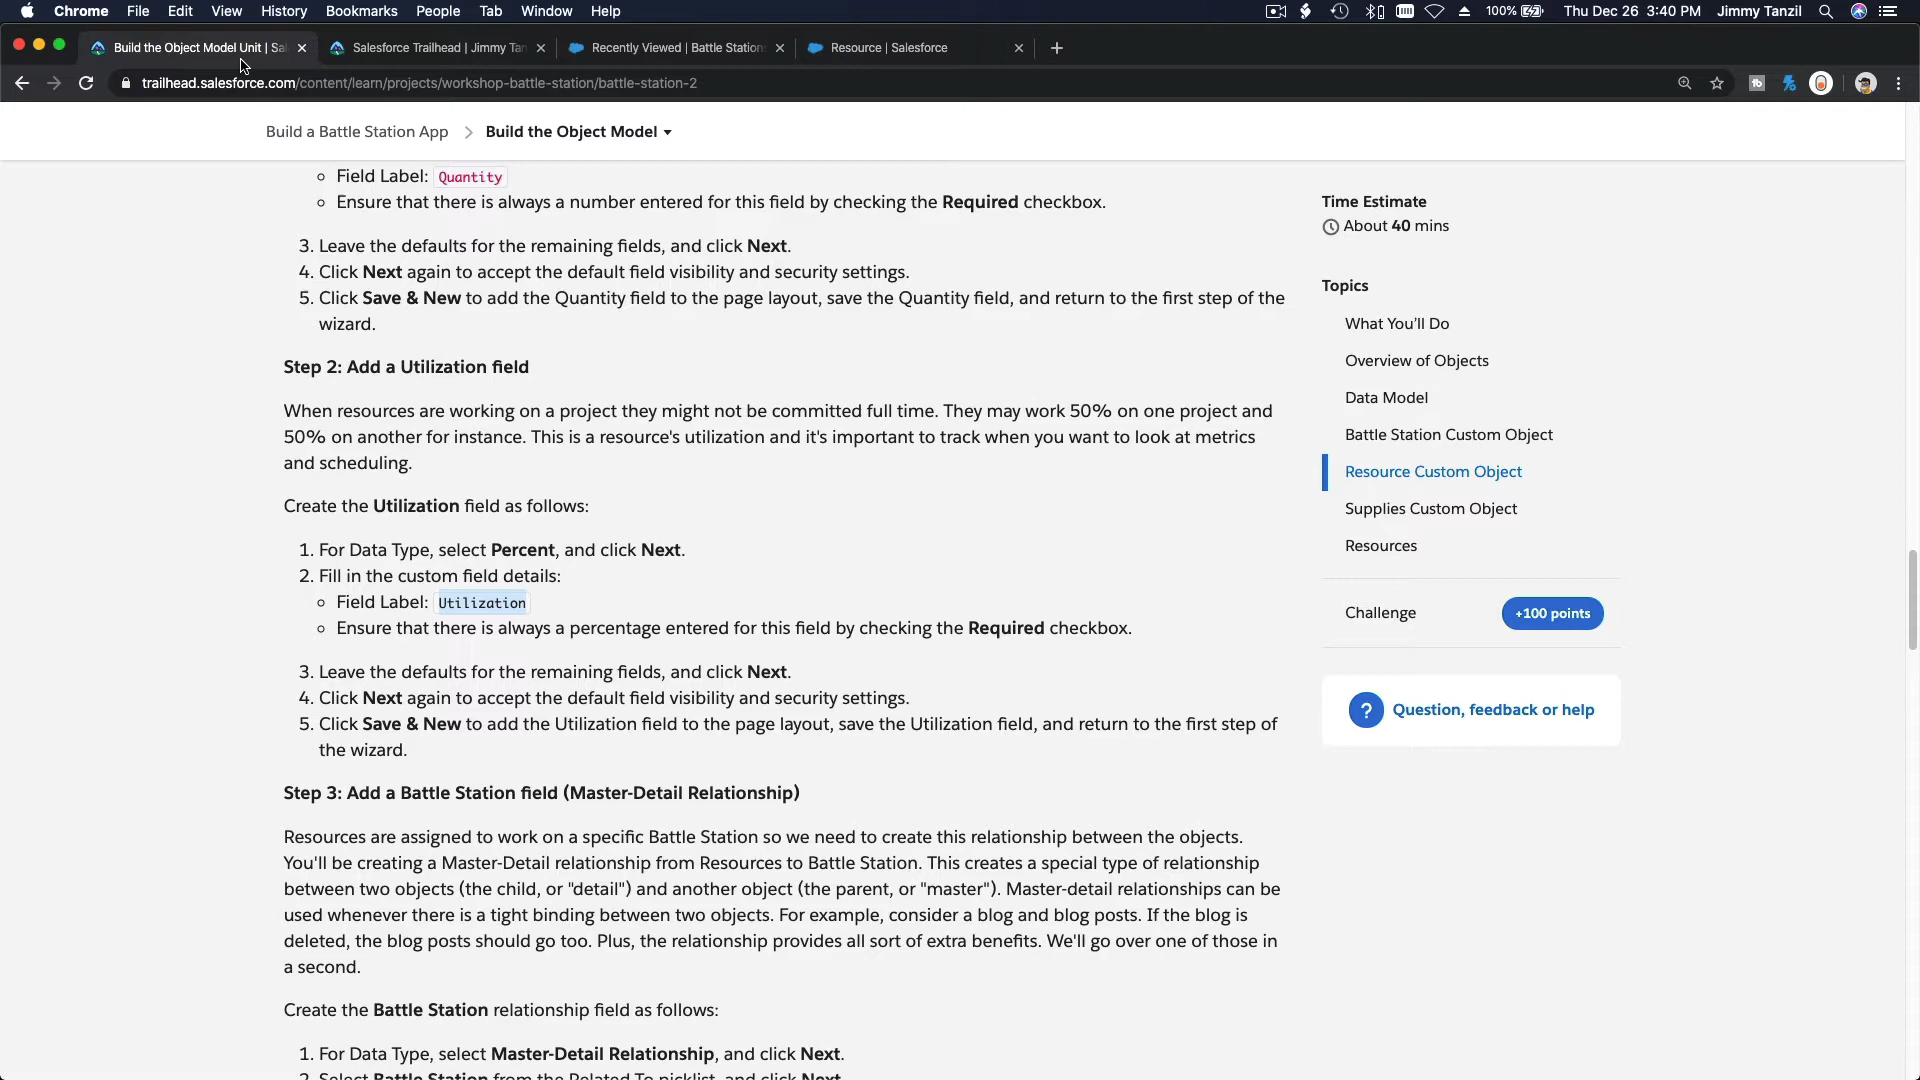 Chrome File Edit View History Bookmarks People Tab Window Help 100% Thu Dec 26 3:40 PM Jimmy Tanzil
Build the Object Model Unit | Sal Salesforce Trailhead | Jimmy Tan Recently Viewed | Battle Station Resource | Salesforce
trailhead.salesforce.com/content/learn/projects/workshop-battle-station/battle-station-2
Build a Battle Station App > Build the Object Model
Field Label: Quantity
Ensure that there is always a number entered for this field by checking the Required checkbox.
3. Leave the defaults for the remaining fields, and click Next.
4. Click Next again to accept the default field visibility and security settings.
5. Click Save & New to add the Quantity field to the page layout, save the Quantity field, and return to the first step of the
wizard.
Step 2: Add a Utilization field
When resources are working on a project they might not be committed full time. They may work 50% on one project and
50% on another for instance. This is a resource's utilization and it's important to track when you want to look at metrics
and scheduling.
Create the Utilization field as follows:
1. For Data Type, select Percent, and click Next.
2. Fill in the custom field details:
Field Label: Utilization
Ensure that there is always a percentage entered for this field by checking the Required checkbox.
3. Leave the defaults for the remaining fields, and click Next.
4. Click Next again to accept the default field visibility and security settings.
5. Click Save & New to add the Utilization field to the page layout, save the Utilization field, and return to the first step of
the wizard.
Step 3: Add a Battle Station field (Master-Detail Relationship)
Resources are assigned to work on a specific Battle Station so we need to create this relationship between the objects.
You'll be creating a Master-Detail relationship from Resources to Battle Station. This creates a special type of relationship
between two objects (the child, or "detail") and another object (the parent, or "master"). Master-detail relationships can be
used whenever there is a tight binding between two objects. For example, consider a blog and blog posts. If the blog is
deleted, the blog posts should go too. Plus, the relationship provides all sort of extra benefits. We'll go over one of those in
a second.
Create the Battle Station relationship field as follows:
1. For Data Type, select Master-Detail Relationship, and click Next.
2. Select Battle Station from the Related To picklist, and click Next.
Time Estimate
About 40 mins
Topics
What You'll Do
Overview of Objects
Data Model
Battle Station Custom Object
Resource Custom Object
Supplies Custom Object
Resources
Challenge +100 points
? Question, feedback or help